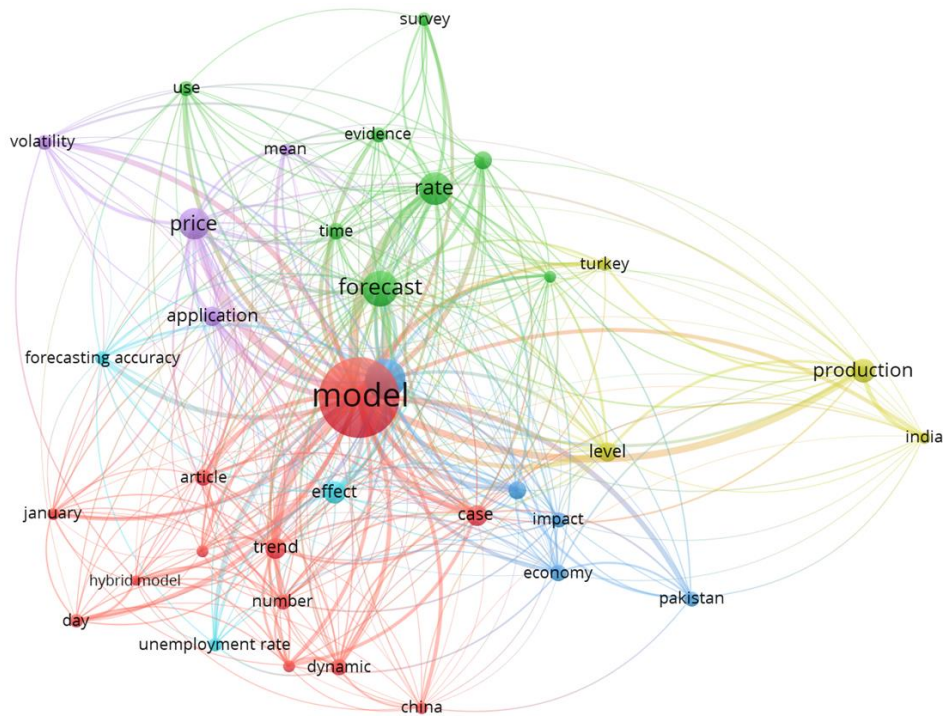 survey
use
evidence
volatility
mean
rate
price
time
turkey
forecast
application
forecasting accuracy
production
model
india
level
article
effect
january
case
impact
trend
hybrid model
economy
number
pakistan
day
unemployment rate
dynamic
china